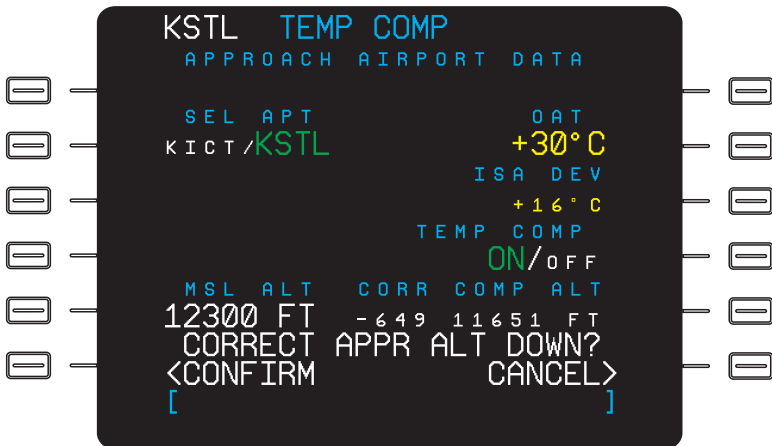 KSTL TEMP COMP
APPROACH AIRPORT DATA
SEL APT OAT
KICT/KSTL +30°C
ISA DEV
+16°C
TEMP COMP
ON/OFF
MSL ALT CORR COMP ALT
12300 FT -649 11651 FT
CORRECT APPR ALT DOWN?
<CONFIRM CANCEL>
[ ]